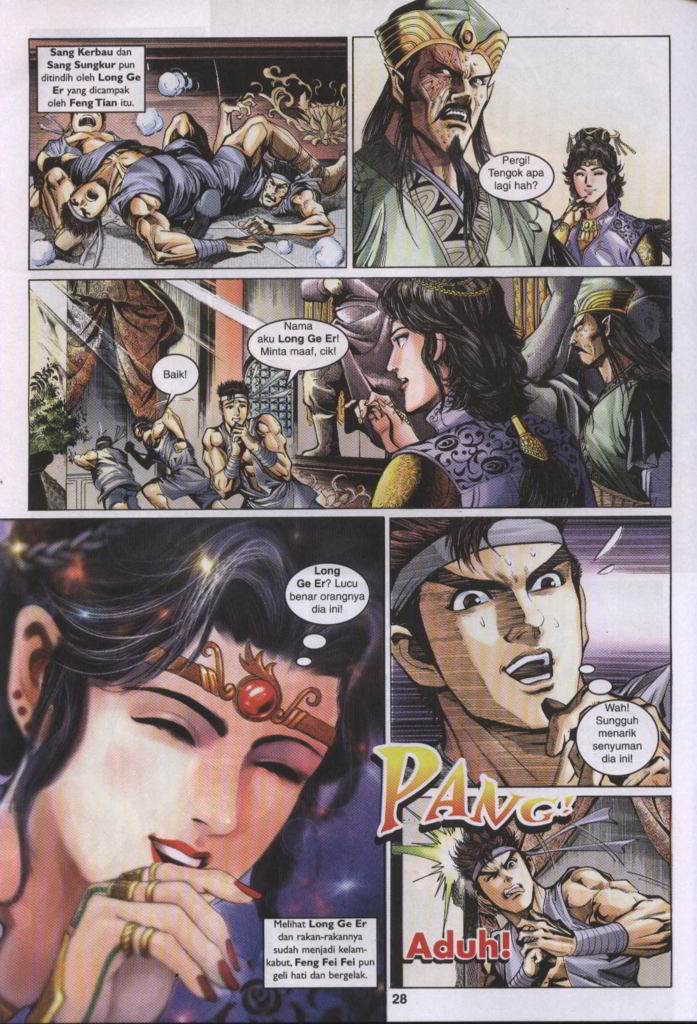 Sang Kerbau dan
Sang Sungkur pun
ditindih oleh Long Ge
Er yang dicampak
oleh Feng Tian itu.
Pergi!
Tengok apa
lagi hah?
Baik!
Nama
aku Long Ge Er!
Minta maaf, cik!
Long
Ge Er? Lucu
benar orangnya
dia ini!
Wah!
Sungguh
menarik
senyuman
dia ini!
PANG!
Melihat Long Ge Er
dan rakan-rakannya
sudah menjadi kelam-
kabut, Feng Fei Fei pun
geli hati dan bergelak.
Aduh!
28